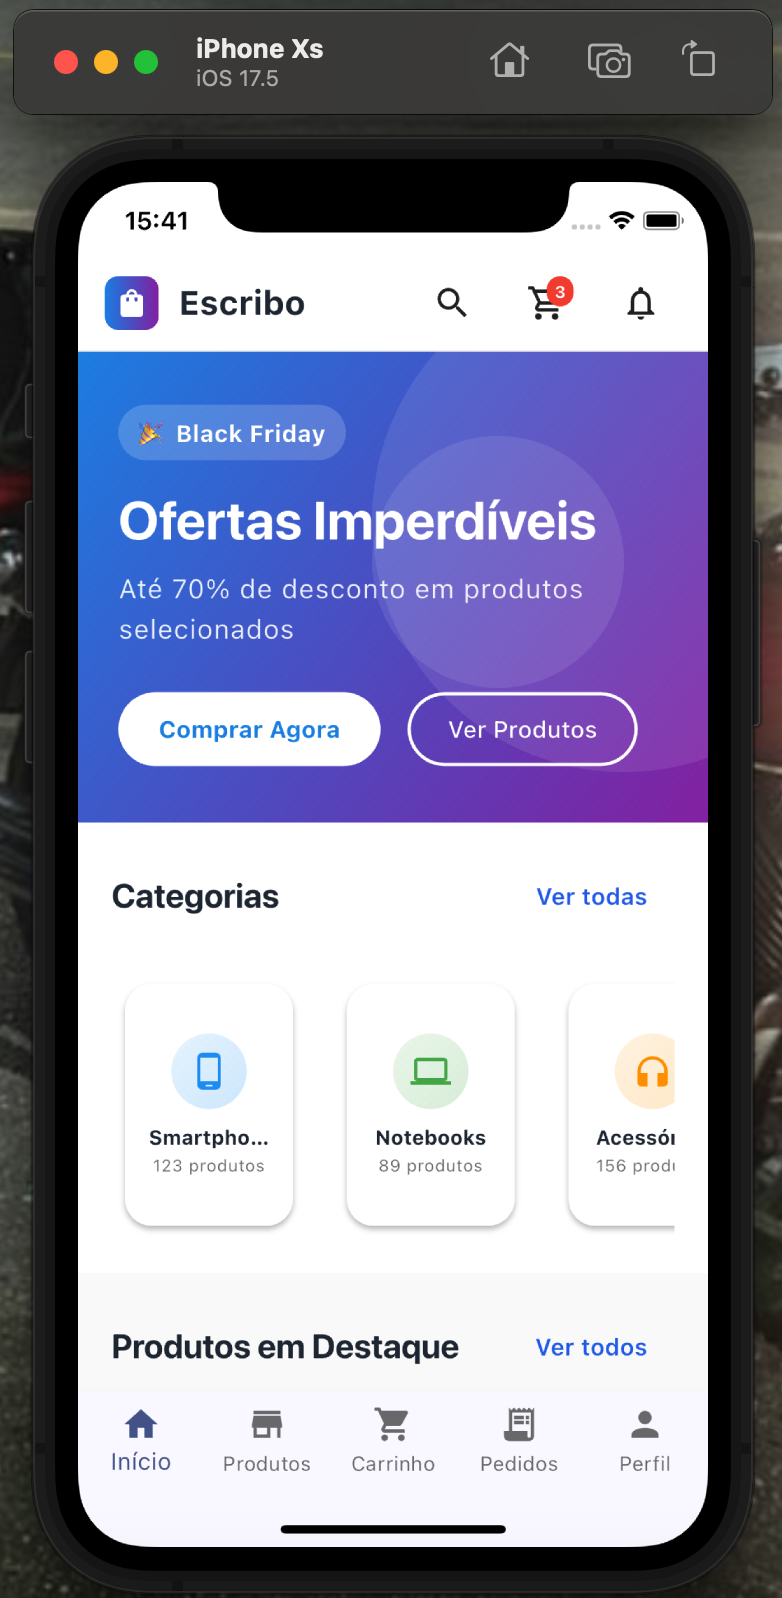 iPhone Xs
iOS 17.5
15:41
Escribo
3
Black Friday
Ofertas Imperdíveis
Até 70% de desconto em produtos
selecionados
Comprar Agora
Ver Produtos
Categorias
Ver todas
Smartpho...
Notebooks
Acessór
123 produtos
89 produtos
156 produ
Produtos em Destaque
Ver todos
Início
Produtos
Carrinho
Pedidos
Perfil